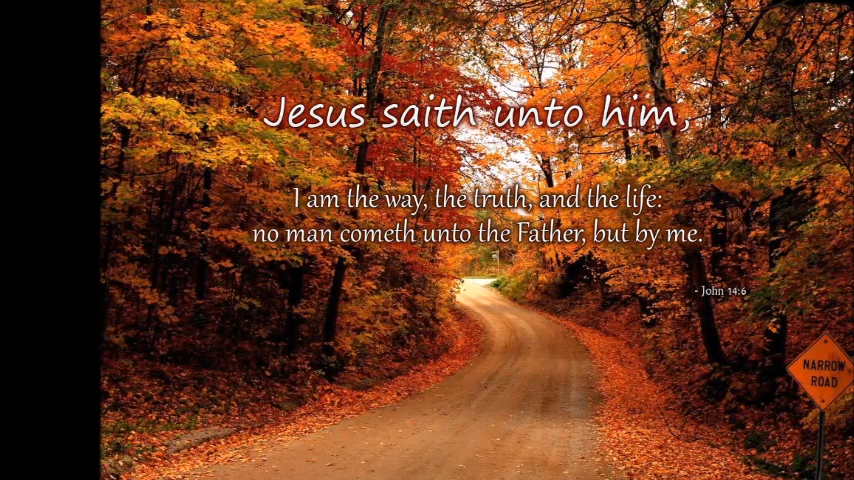 Jesus saith unto him,
I am the way, the truth, and the life:
no man cometh unto the Father, but by me.
- John 14:6
NARROW
ROAD